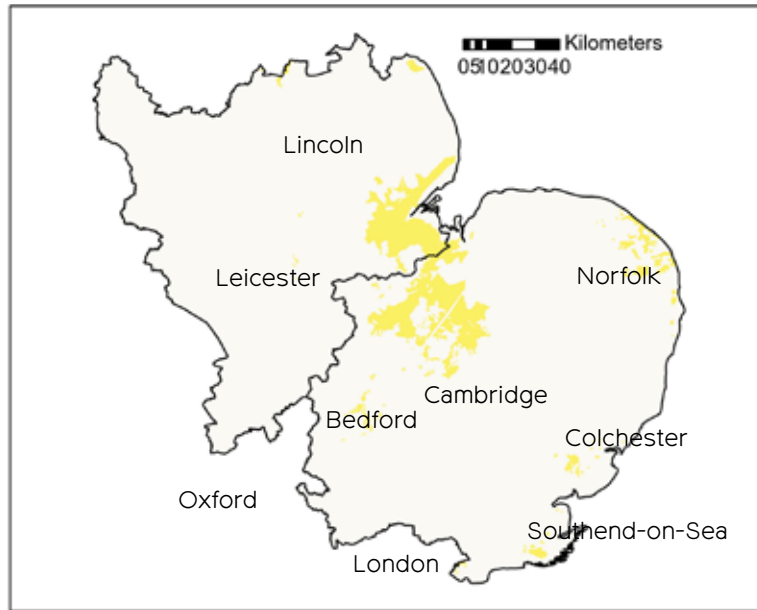 Kilometers
0510203040
Lincoln
Leicester
Norfolk
Cambridge
Bedford
Colchester
Oxford
Southend-on-Sea
London